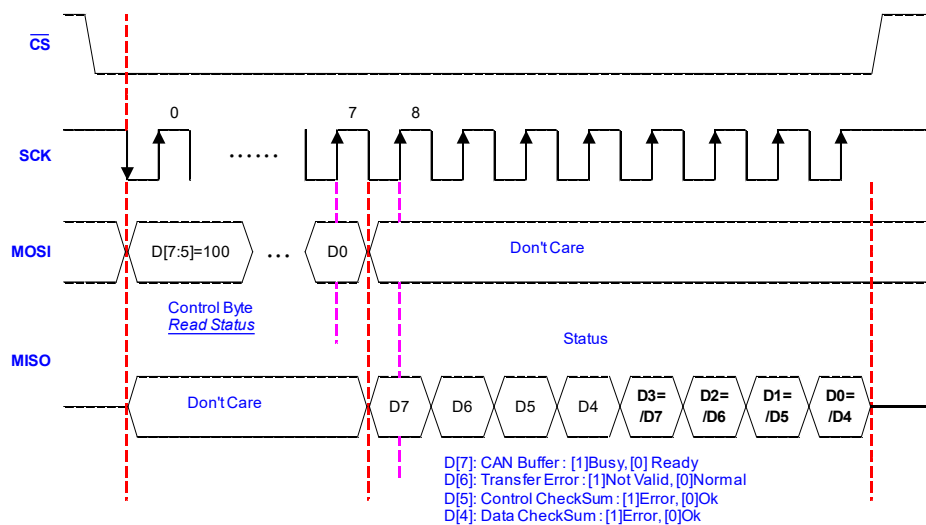 CS
0 7 8
SCK
......
MOSI
D[7:5]=100 ... D0 Don't Care
Control Byte
Read Status
Status
MISO
Don't Care D7 D6 D5 D4 D3= /D7 D2= /D6 D1= /D5 D0= /D4
D[7]: CAN Buffer : [1]Busy, [0] Ready
D[6]: Transfer Error : [1]Not Valid, [0]Normal
D[5]: Control CheckSum : [1]Error, [0]Ok
D[4]: Data CheckSum : [1]Error, [0]Ok